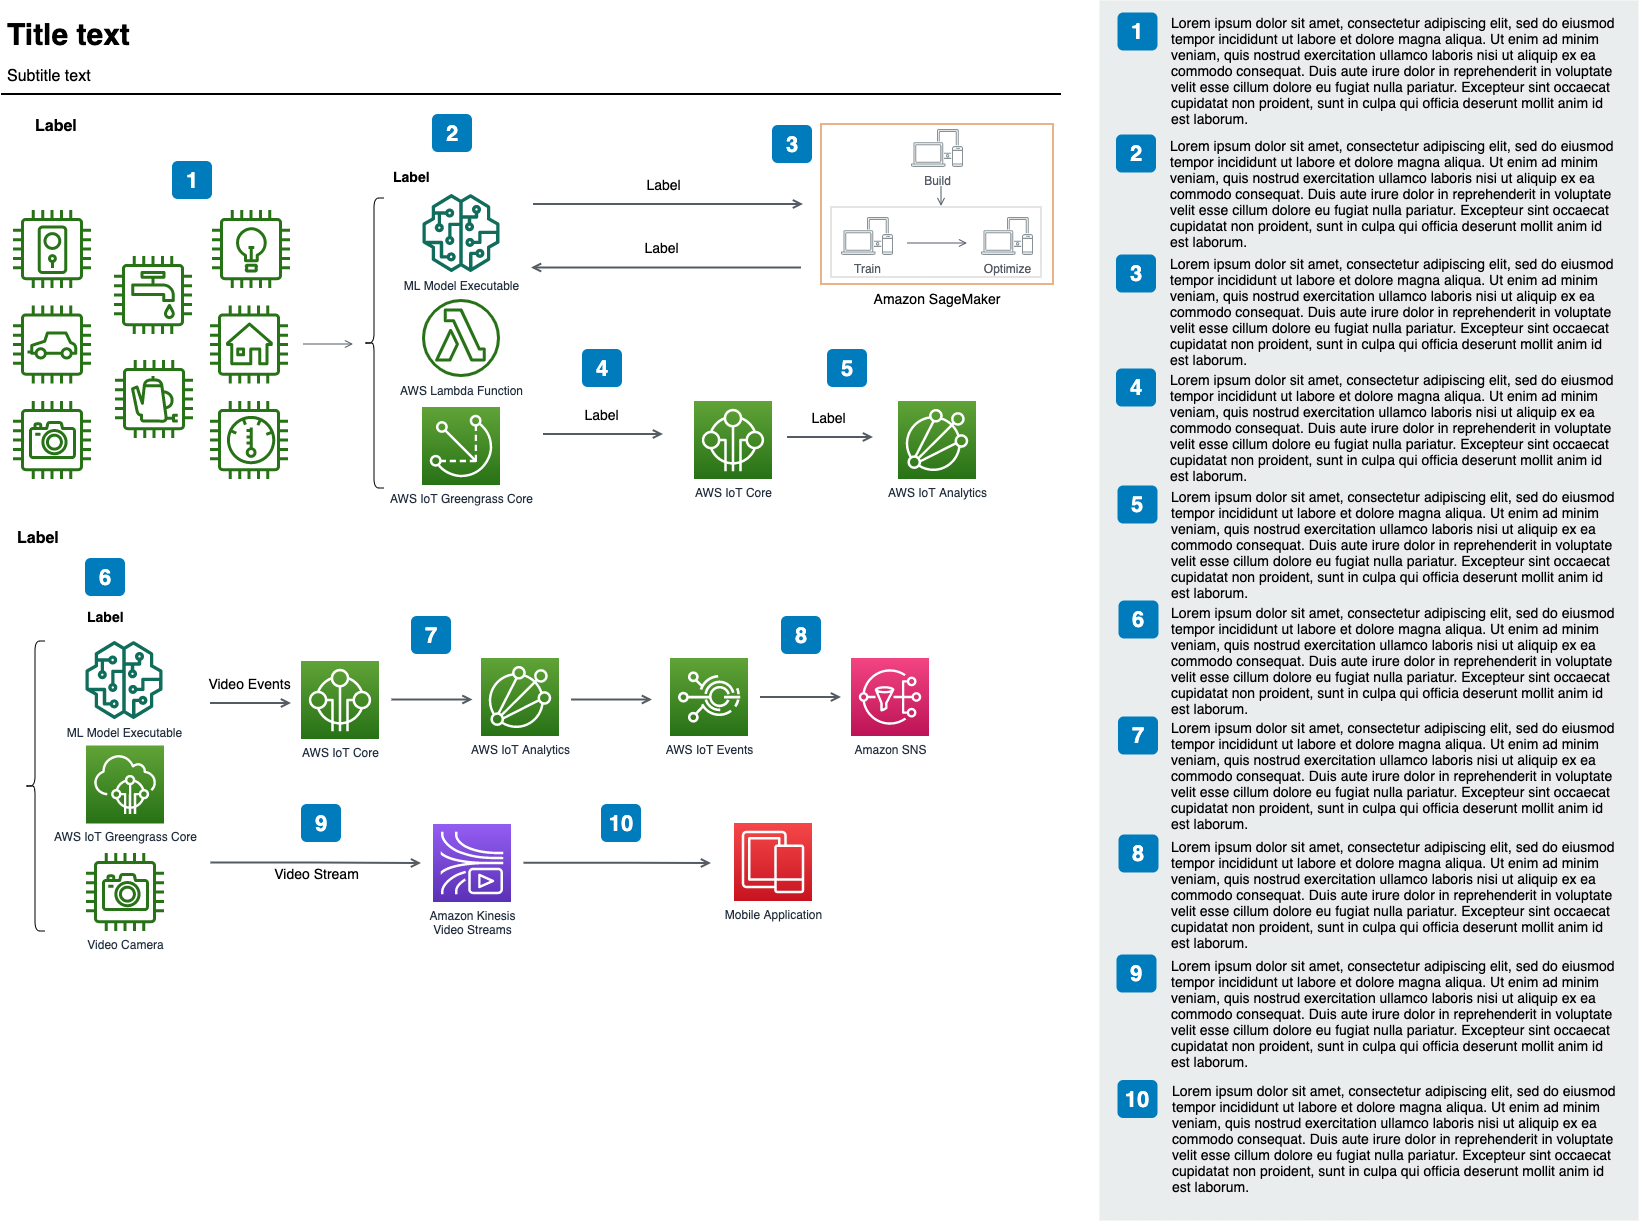 Title text
Subtitle text
Label
1
2
Label
ML Model Executable
AWS Lambda Function
AWS IoT Greengrass Core
Label
Label
3
Build
Train
Optimize
Amazon SageMaker
4
Label
AWS IoT Core
5
Label
AWS IoT Analytics
Label
6
Label
ML Model Executable
AWS IoT Greengrass Core
Video Camera
Video Events
AWS IoT Core
7
AWS IoT Analytics
AWS IoT Events
8
Amazon SNS
9
Video Stream
Amazon Kinesis
Video Streams
10
Mobile Application
1
Lorem ipsum dolor sit amet, consectetur adipiscing elit, sed do eiusmod
tempor incididunt ut labore et dolore magna aliqua. Ut enim ad minim
veniam, quis nostrud exercitation ullamco laboris nisi ut aliquip ex ea
commodo consequat. Duis aute irure dolor in reprehenderit in voluptate
velit esse cillum dolore eu fugiat nulla pariatur. Excepteur sint occaecat
cupidatat non proident, sunt in culpa qui officia deserunt mollit anim id
est laborum.
2
Lorem ipsum dolor sit amet, consectetur adipiscing elit, sed do eiusmod
tempor incididunt ut labore et dolore magna aliqua. Ut enim ad minim
veniam, quis nostrud exercitation ullamco laboris nisi ut aliquip ex ea
commodo consequat. Duis aute irure dolor in reprehenderit in voluptate
velit esse cillum dolore eu fugiat nulla pariatur. Excepteur sint occaecat
cupidatat non proident, sunt in culpa qui officia deserunt mollit anim id
est laborum.
3
Lorem ipsum dolor sit amet, consectetur adipiscing elit, sed do eiusmod
tempor incididunt ut labore et dolore magna aliqua. Ut enim ad minim
veniam, quis nostrud exercitation ullamco laboris nisi ut aliquip ex ea
commodo consequat. Duis aute irure dolor in reprehenderit in voluptate
velit esse cillum dolore eu fugiat nulla pariatur. Excepteur sint occaecat
cupidatat non proident, sunt in culpa qui officia deserunt mollit anim id
est laborum.
4
Lorem ipsum dolor sit amet, consectetur adipiscing elit, sed do eiusmod
tempor incididunt ut labore et dolore magna aliqua. Ut enim ad minim
veniam, quis nostrud exercitation ullamco laboris nisi ut aliquip ex ea
commodo consequat. Duis aute irure dolor in reprehenderit in voluptate
velit esse cillum dolore eu fugiat nulla pariatur. Excepteur sint occaecat
cupidatat non proident, sunt in culpa qui officia deserunt mollit anim id
est laborum.
5
Lorem ipsum dolor sit amet, consectetur adipiscing elit, sed do eiusmod
tempor incididunt ut labore et dolore magna aliqua. Ut enim ad minim
veniam, quis nostrud exercitation ullamco laboris nisi ut aliquip ex ea
commodo consequat. Duis aute irure dolor in reprehenderit in voluptate
velit esse cillum dolore eu fugiat nulla pariatur. Excepteur sint occaecat
cupidatat non proident, sunt in culpa qui officia deserunt mollit anim id
est laborum.
6
Lorem ipsum dolor sit amet, consectetur adipiscing elit, sed do eiusmod
tempor incididunt ut labore et dolore magna aliqua. Ut enim ad minim
veniam, quis nostrud exercitation ullamco laboris nisi ut aliquip ex ea
commodo consequat. Duis aute irure dolor in reprehenderit in voluptate
velit esse cillum dolore eu fugiat nulla pariatur. Excepteur sint occaecat
cupidatat non proident, sunt in culpa qui officia deserunt mollit anim id
est laborum.
7
Lorem ipsum dolor sit amet, consectetur adipiscing elit, sed do eiusmod
tempor incididunt ut labore et dolore magna aliqua. Ut enim ad minim
veniam, quis nostrud exercitation ullamco laboris nisi ut aliquip ex ea
commodo consequat. Duis aute irure dolor in reprehenderit in voluptate
velit esse cillum dolore eu fugiat nulla pariatur. Excepteur sint occaecat
cupidatat non proident, sunt in culpa qui officia deserunt mollit anim id
est laborum.
8
Lorem ipsum dolor sit amet, consectetur adipiscing elit, sed do eiusmod
tempor incididunt ut labore et dolore magna aliqua. Ut enim ad minim
veniam, quis nostrud exercitation ullamco laboris nisi ut aliquip ex ea
commodo consequat. Duis aute irure dolor in reprehenderit in voluptate
velit esse cillum dolore eu fugiat nulla pariatur. Excepteur sint occaecat
cupidatat non proident, sunt in culpa qui officia deserunt mollit anim id
est laborum.
9
Lorem ipsum dolor sit amet, consectetur adipiscing elit, sed do eiusmod
tempor incididunt ut labore et dolore magna aliqua. Ut enim ad minim
veniam, quis nostrud exercitation ullamco laboris nisi ut aliquip ex ea
commodo consequat. Duis aute irure dolor in reprehenderit in voluptate
velit esse cillum dolore eu fugiat nulla pariatur. Excepteur sint occaecat
cupidatat non proident, sunt in culpa qui officia deserunt mollit anim id
est laborum.
10
Lorem ipsum dolor sit amet, consectetur adipiscing elit, sed do eiusmod
tempor incididunt ut labore et dolore magna aliqua. Ut enim ad minim
veniam, quis nostrud exercitation ullamco laboris nisi ut aliquip ex ea
commodo consequat. Duis aute irure dolor in reprehenderit in voluptate
velit esse cillum dolore eu fugiat nulla pariatur. Excepteur sint occaecat
cupidatat non proident, sunt in culpa qui officia deserunt mollit anim id
est laborum.